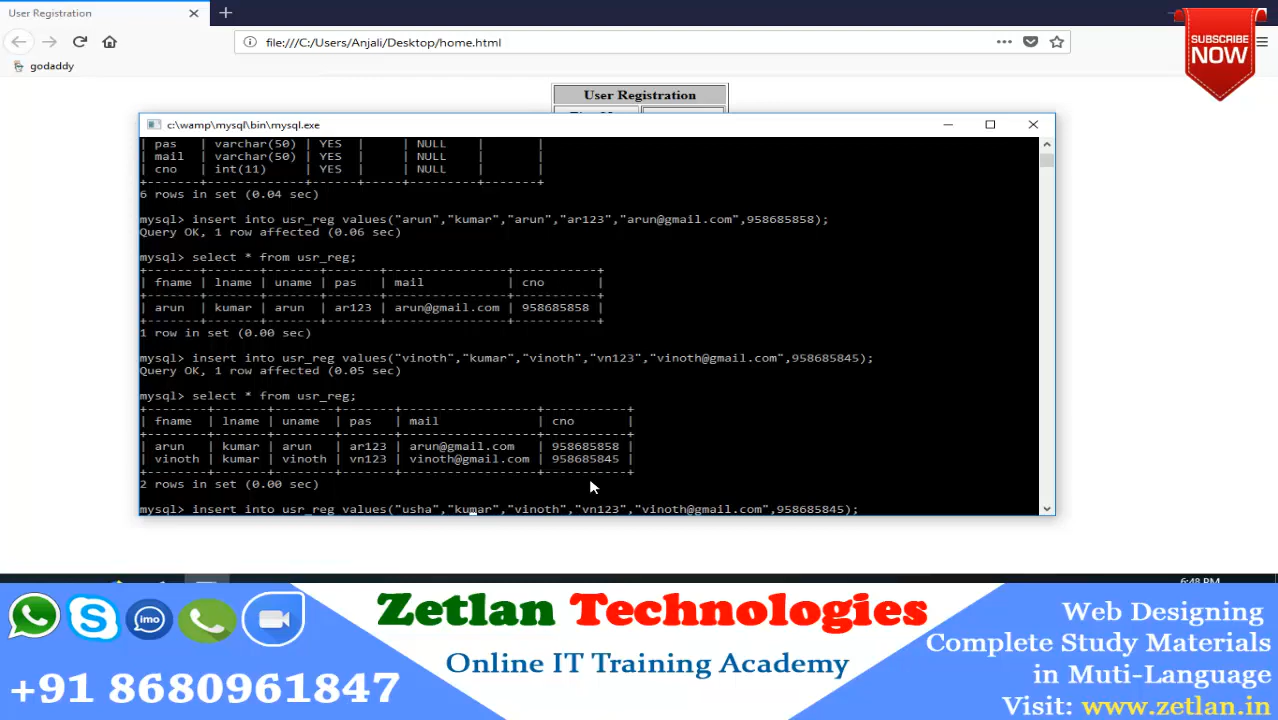 User Registration
file:///C:/Users/Anjali/Desktop/home.html
SUBSCRIBE
NOW
godaddy
User Registration
c:\wamp\mysql\bin\mysql.exe
| pas | varchar(50) | YES | | NULL | |
| mail | varchar(50) | YES | | NULL | |
| cno | int(11) | YES | | NULL | |
+-------+-------------+------+-----+---------+-------+
6 rows in set (0.04 sec)
mysql> insert into usr_reg values("arun","kumar","arun","ar123","arun@gmail.com",958685858);
Query OK, 1 row affected (0.06 sec)
mysql> select * from usr_reg;
+-------+-------+-------+-------+----------------+-----------+
| fname | lname | uname | pas | mail | cno |
+-------+-------+-------+-------+----------------+-----------+
| arun | kumar | arun | ar123 | arun@gmail.com | 958685858 |
+-------+-------+-------+-------+----------------+-----------+
1 row in set (0.00 sec)
mysql> insert into usr_reg values("vinoth","kumar","vinoth","vn123","vinoth@gmail.com",958685845);
Query OK, 1 row affected (0.05 sec)
mysql> select * from usr_reg;
+--------+-------+--------+-------+------------------+-----------+
| fname | lname | uname | pas | mail | cno |
+--------+-------+--------+-------+------------------+-----------+
| arun | kumar | arun | ar123 | arun@gmail.com | 958685858 |
| vinoth | kumar | vinoth | vn123 | vinoth@gmail.com | 958685845 |
+--------+-------+--------+-------+------------------+-----------+
2 rows in set (0.00 sec)
mysql> insert into usr_reg values("usha","kumar","vinoth","vn123","vinoth@gmail.com",958685845);
6:48 PM
imo
+91 8680961847
Zetlan Technologies
Online IT Training Academy
Web Designing
Complete Study Materials
in Muti-Language
Visit: www.zetlan.in